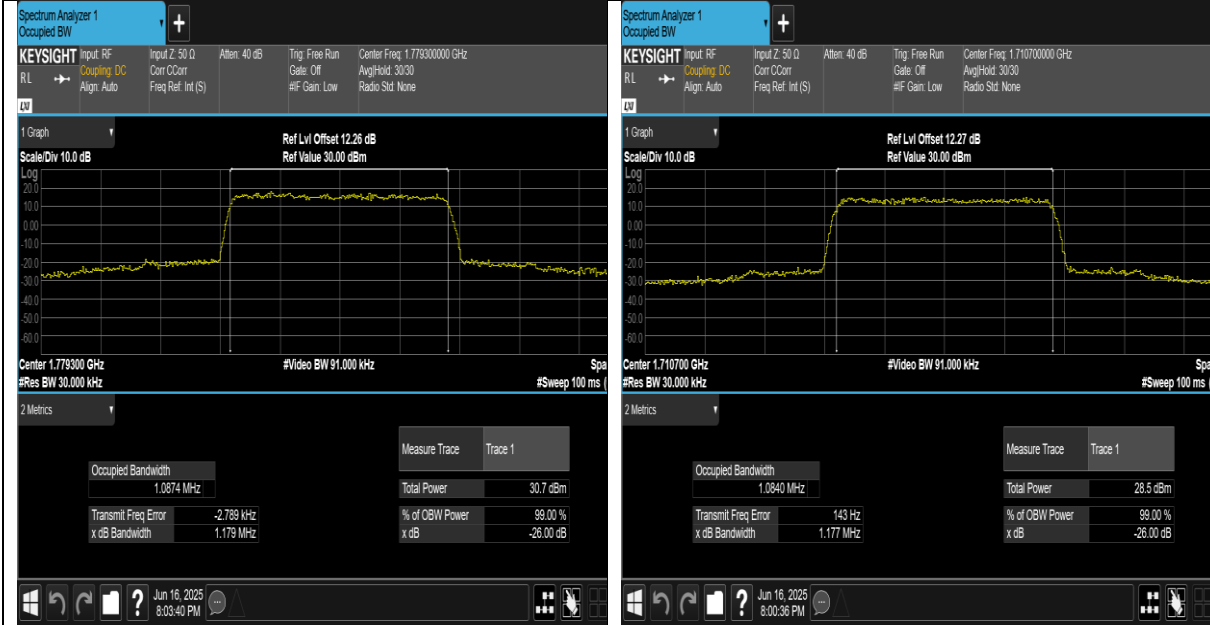 Spectrum Analyzer 1
Occupied BW
+
KEYSIGHT Input: RF Input Z: 50 Ω Atten: 40 dB Trig: Free Run Center Freq: 1.779300000 GHz
RL Coupling: DC Corr CCorr Gate: Off Avg|Hold: 30/30
Align: Auto Freq Ref: Int (S) #IF Gain: Low Radio Std: None
LXI
1 Graph
Ref Lvl Offset 12.26 dB
Scale/Div 10.0 dB Ref Value 30.00 dBm
Log
20.0
10.0
0.00
-10.0
-20.0
-30.0
-40.0
-50.0
-60.0
Center 1.779300 GHz #Video BW 91.000 kHz Spa
#Res BW 30.000 kHz #Sweep 100 ms (
2 Metrics
Measure Trace Trace 1
Occupied Bandwidth
1.0874 MHz
Total Power 30.7 dBm
Transmit Freq Error -2.789 kHz % of OBW Power 99.00 %
x dB Bandwidth 1.179 MHz x dB -26.00 dB
?
Jun 16, 2025
8:03:40 PM
Spectrum Analyzer 1
Occupied BW
+
KEYSIGHT Input: RF Input Z: 50 Ω Atten: 40 dB Trig: Free Run Center Freq: 1.710700000 GHz
RL Coupling: DC Corr CCorr Gate: Off Avg|Hold: 30/30
Align: Auto Freq Ref: Int (S) #IF Gain: Low Radio Std: None
LXI
1 Graph
Ref Lvl Offset 12.27 dB
Scale/Div 10.0 dB Ref Value 30.00 dBm
Log
20.0
10.0
0.00
-10.0
-20.0
-30.0
-40.0
-50.0
-60.0
Center 1.710700 GHz #Video BW 91.000 kHz Spa
#Res BW 30.000 kHz #Sweep 100 ms (
2 Metrics
Measure Trace Trace 1
Occupied Bandwidth
1.0840 MHz
Total Power 28.5 dBm
Transmit Freq Error 143 Hz % of OBW Power 99.00 %
x dB Bandwidth 1.177 MHz x dB -26.00 dB
?
Jun 16, 2025
8:00:36 PM